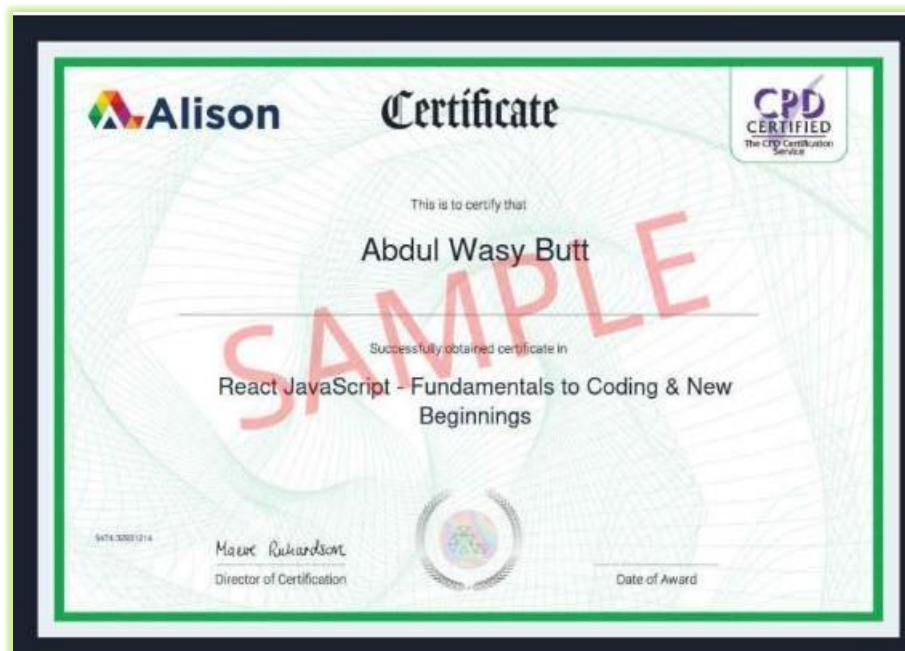 Alison
Certificate
CPD
CERTIFIED
The CPD Certification
Service
This is to certify that
Abdul Wasy Butt
SAMPLE
Successfully obtained certificate in
React JavaScript - Fundamentals to Coding & New
Beginnings
Maeve Richardson
Director of Certification
Date of Award